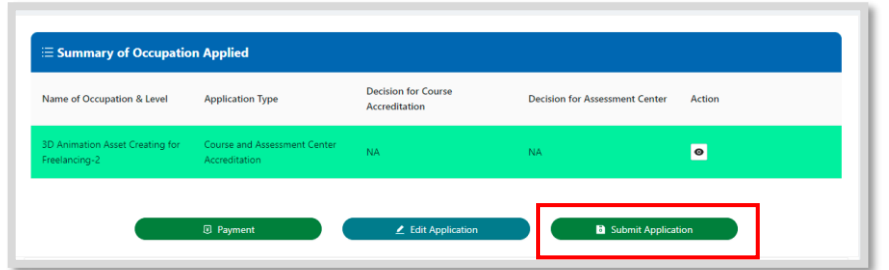 Summary of Occupation Applied
Name of Occupation & Level Application Type Decision for Course Accreditation Decision for Assessment Center Action
3D Animation Asset Creating for Freelancing-2 Course and Assessment Center Accreditation NA NA
Payment Edit Application Submit Application